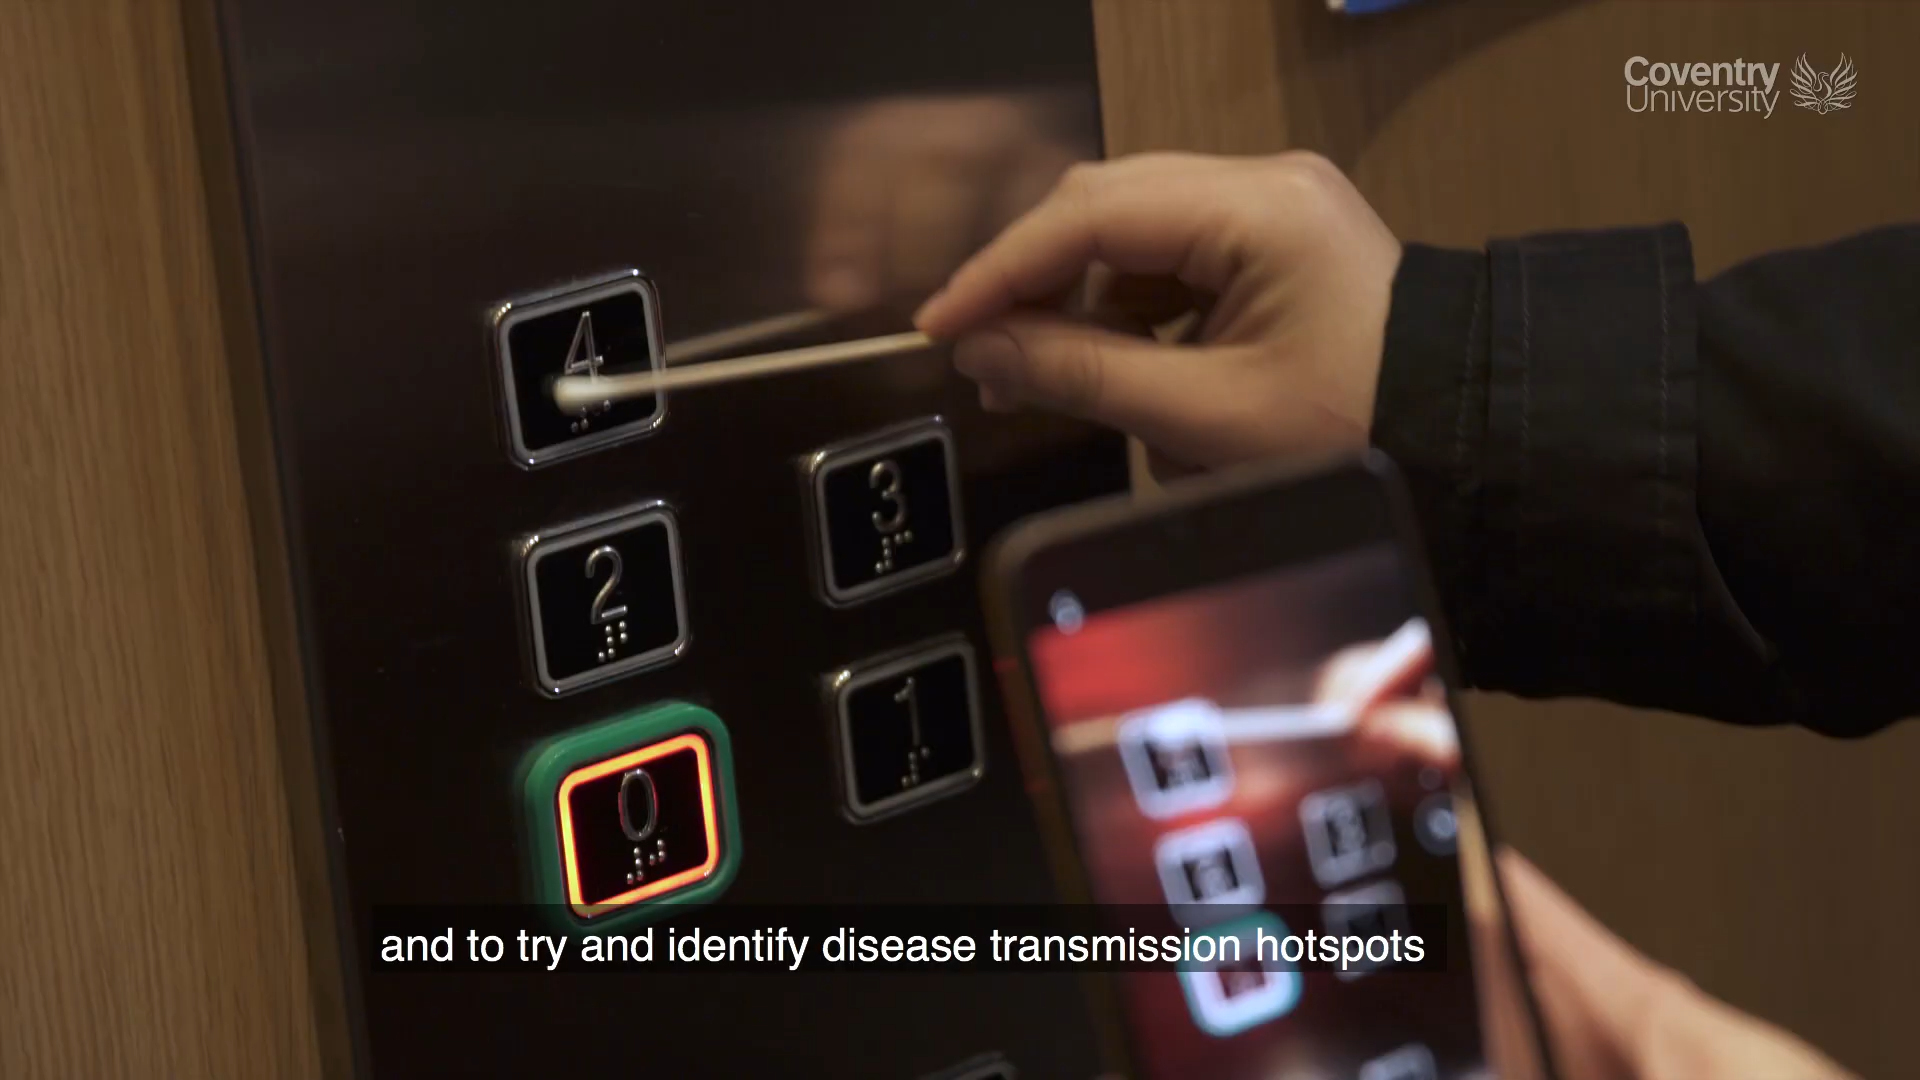 Coventry
University
4
3
2
1
0
and to try and identify disease transmission hotspots